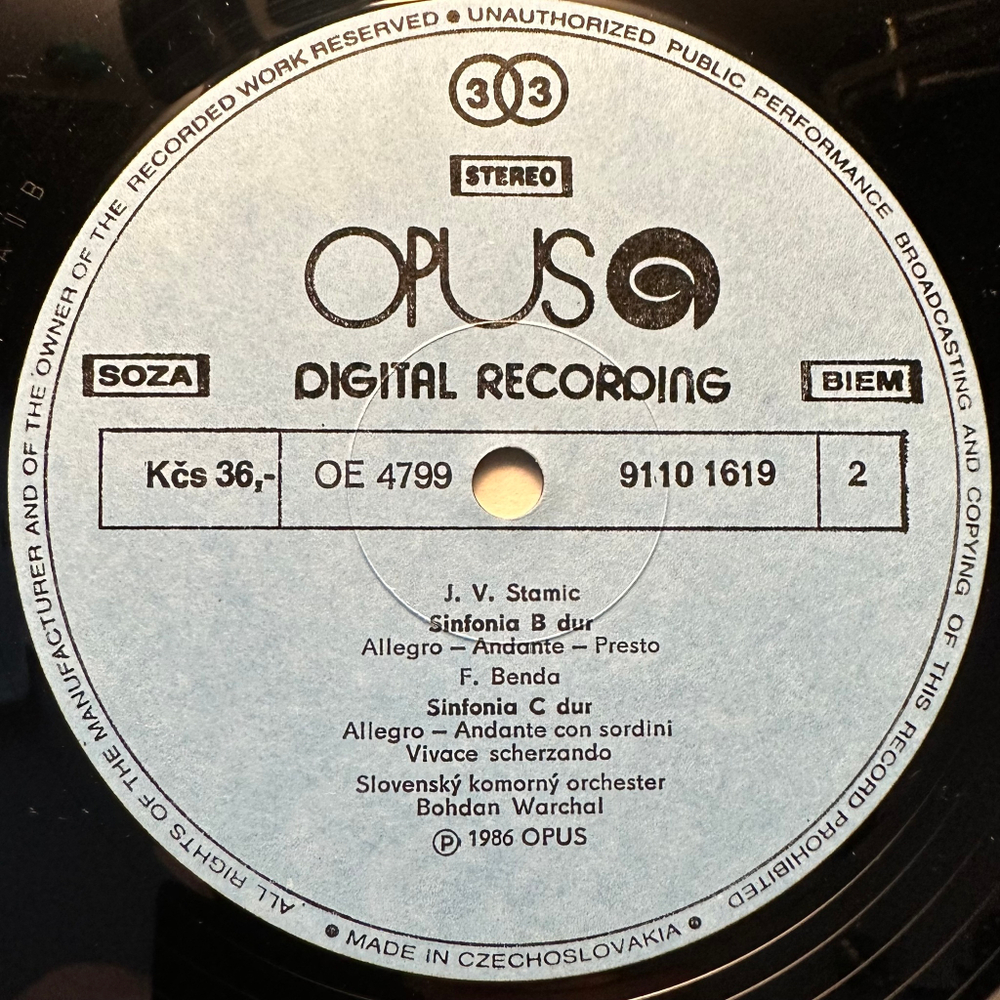 ALL RIGHTS OF THE MANUFACTURER AND OF THE OWNER OF THE RECORDED WORK RESERVED ● UNAUTHORIZED PUBLIC PERFORMANCE BROADCASTING AND COPYING OF THIS RECORD PROHIBITED
33
STEREO
OPUS
SOZA DIGITAL RECORDING BIEM
Kčs 36,- OE 4799 9110 1619 2
J. V. Stamic
Sinfonia B dur
Allegro – Andante – Presto
F. Benda
Sinfonia C dur
Allegro – Andante con sordini
Vivace scherzando
Slovenský komorný orchester
Bohdan Warchal
Ⓟ 1986 OPUS
● MADE IN CZECHOSLOVAKIA ●